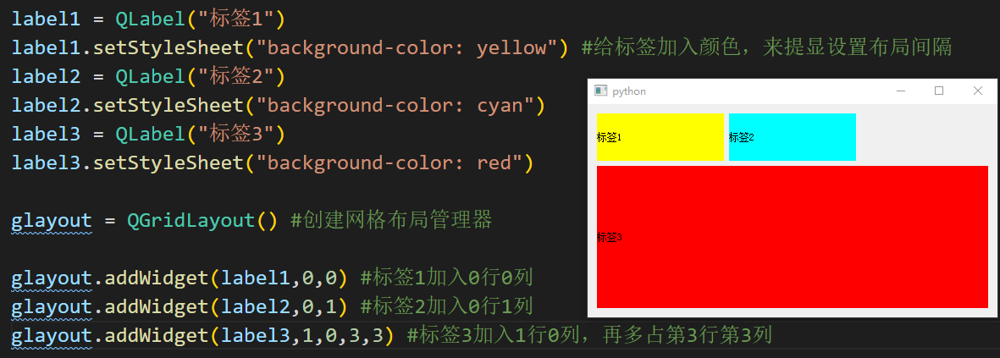 label1 = QLabel("标签1")
label1.setStyleSheet("background-color: yellow") #给标签加入颜色，来提显设置布局间隔
label2 = QLabel("标签2")
label2.setStyleSheet("background-color: cyan")
label3 = QLabel("标签3")
label3.setStyleSheet("background-color: red")
glayout = QGridLayout() #创建网格布局管理器
glayout.addWidget(label1,0,0) #标签1加入0行0列
glayout.addWidget(label2,0,1) #标签2加入0行1列
glayout.addWidget(label3,1,0,3,3) #标签3加入1行0列，再多占第3行第3列
python
标签1
标签2
标签3